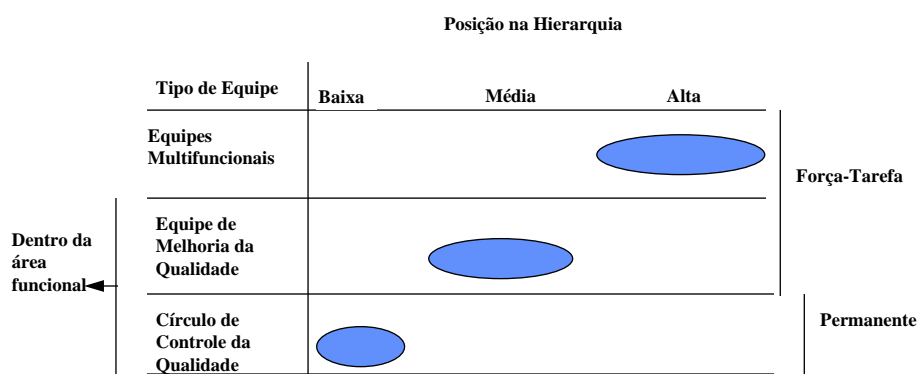 Posição na Hierarquia
Tipo de Equipe
Baixa
Média
Alta
Equipes
Multifuncionais
Força-Tarefa
Equipe de
Melhoria da
Qualidade
Dentro da
área
funcional
Círculo de
Controle da
Qualidade
Permanente